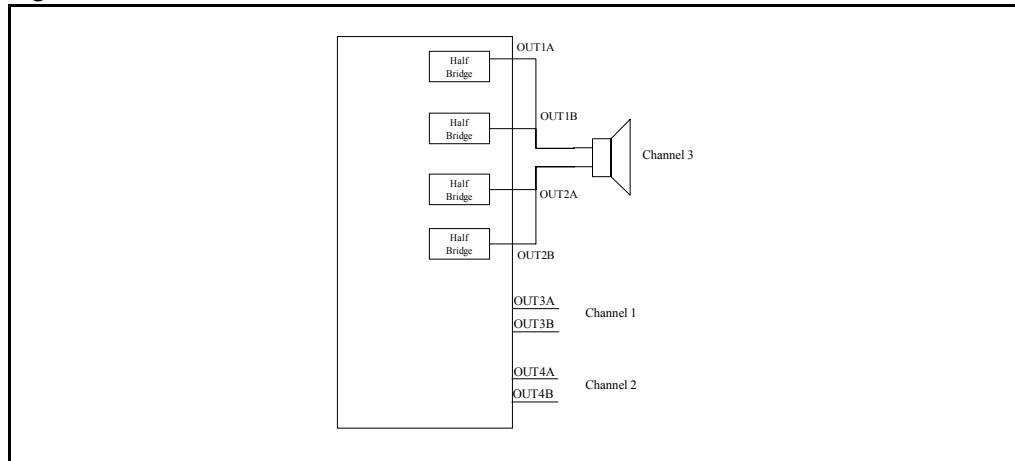 OUT1A
Half
Bridge
OUT1B
Half
Bridge
Channel 3
Half
Bridge
OUT2A
Half
Bridge
OUT2B
OUT3A
Channel 1
OUT3B
OUT4A
Channel 2
OUT4B